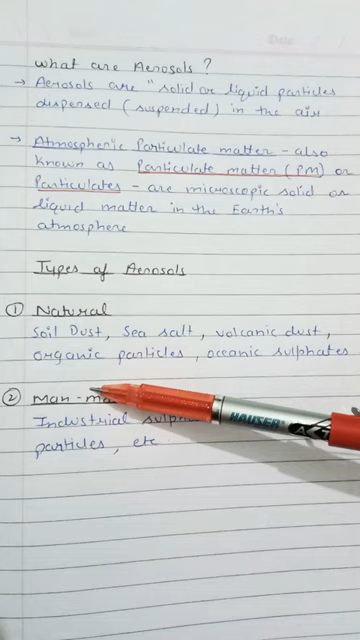 what are Aerosols ?
→ Aerosols are "solid or liquid particles
dispersed (suspended) in the air
→ Atmospheric Particulate matter - also
known as Particulate matter (PM) or
Particulates - are microscopic solid or
liquid matter in the Earth's
atmosphere
Types of Aerosols
① Natural
Soil Dust, Sea salt, volcanic dust,
organic particles, oceanic sulphates
② Man-
HAUSER
Industrial
particles, etc